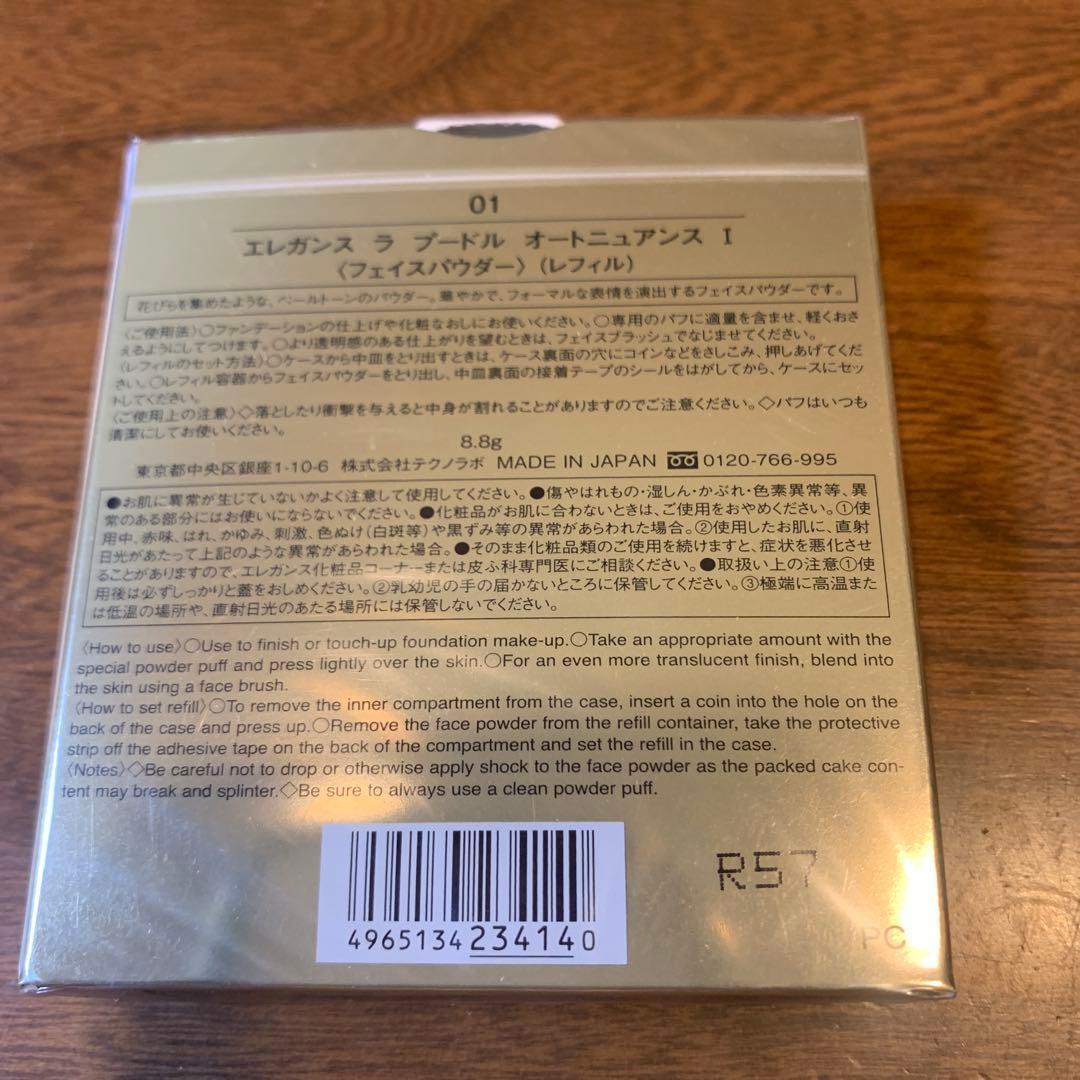 01
エレガンス ラ プードル オートニュアンス I
〈フェイスパウダー〉(レフィル)
花びらを集めたような、ペールトーンのパウダー。華やかで、フォーマルな表情を演出するフェイスパウダーです。
〈ご使用法〉○ファンデーションの仕上げや化粧なおしにお使いください。○専用のパフに適量を含ませ、軽くおさ
えるようにしてつけます。○より透明感のある仕上がりを望むときは、フェイスブラッシュでなじませてください。
〈レフィルのセット方法〉○ケースから中皿をとり出すときは、ケース裏面の穴にコインなどをさしこみ、押しあげてくだ
さい。○レフィル容器からフェイスパウダーをとり出し、中皿裏面の接着テープのシールをはがしてから、ケースにセッ
トしてください。
〈ご使用上の注意〉◇落としたり衝撃を与えると中身が割れることがありますのでご注意ください。◇パフはいつも
清潔にしてお使いください。
8.8g
東京都中央区銀座1-10-6 株式会社テクノラボ MADE IN JAPAN 0120-766-995
●お肌に異常が生じていないかよく注意して使用してください。●傷やはれもの・湿しん・かぶれ・色素異常等、異
常のある部分にはお使いにならないでください。●化粧品がお肌に合わないときは、ご使用をおやめください。①使
用中、赤味、はれ、かゆみ、刺激、色ぬけ(白斑等)や黒ずみ等の異常があらわれた場合。②使用したお肌に、直射
日光があたって上記のような異常があらわれた場合。●そのまま化粧品類のご使用を続けますと、症状を悪化させ
ることがありますので、エレガンス化粧品コーナーまたは皮ふ科専門医にご相談ください。●取扱い上の注意①使
用後は必ずしっかりと蓋をおしめください。②乳幼児の手の届かないところに保管してください。③極端に高温また
は低温の場所や、直射日光のあたる場所には保管しないでください。
〈How to use〉○Use to finish or touch-up foundation make-up.○Take an appropriate amount with the
special powder puff and press lightly over the skin.○For an even more translucent finish, blend into
the skin using a face brush.
〈How to set refill〉○To remove the inner compartment from the case, insert a coin into the hole on the
back of the case and press up.○Remove the face powder from the refill container, take the protective
strip off the adhesive tape on the back of the compartment and set the refill in the case.
〈Notes〉◇Be careful not to drop or otherwise apply shock to the face powder as the packed cake con-
tent may break and splinter.◇Be sure to always use a clean powder puff.
R57
PC
4965134234140